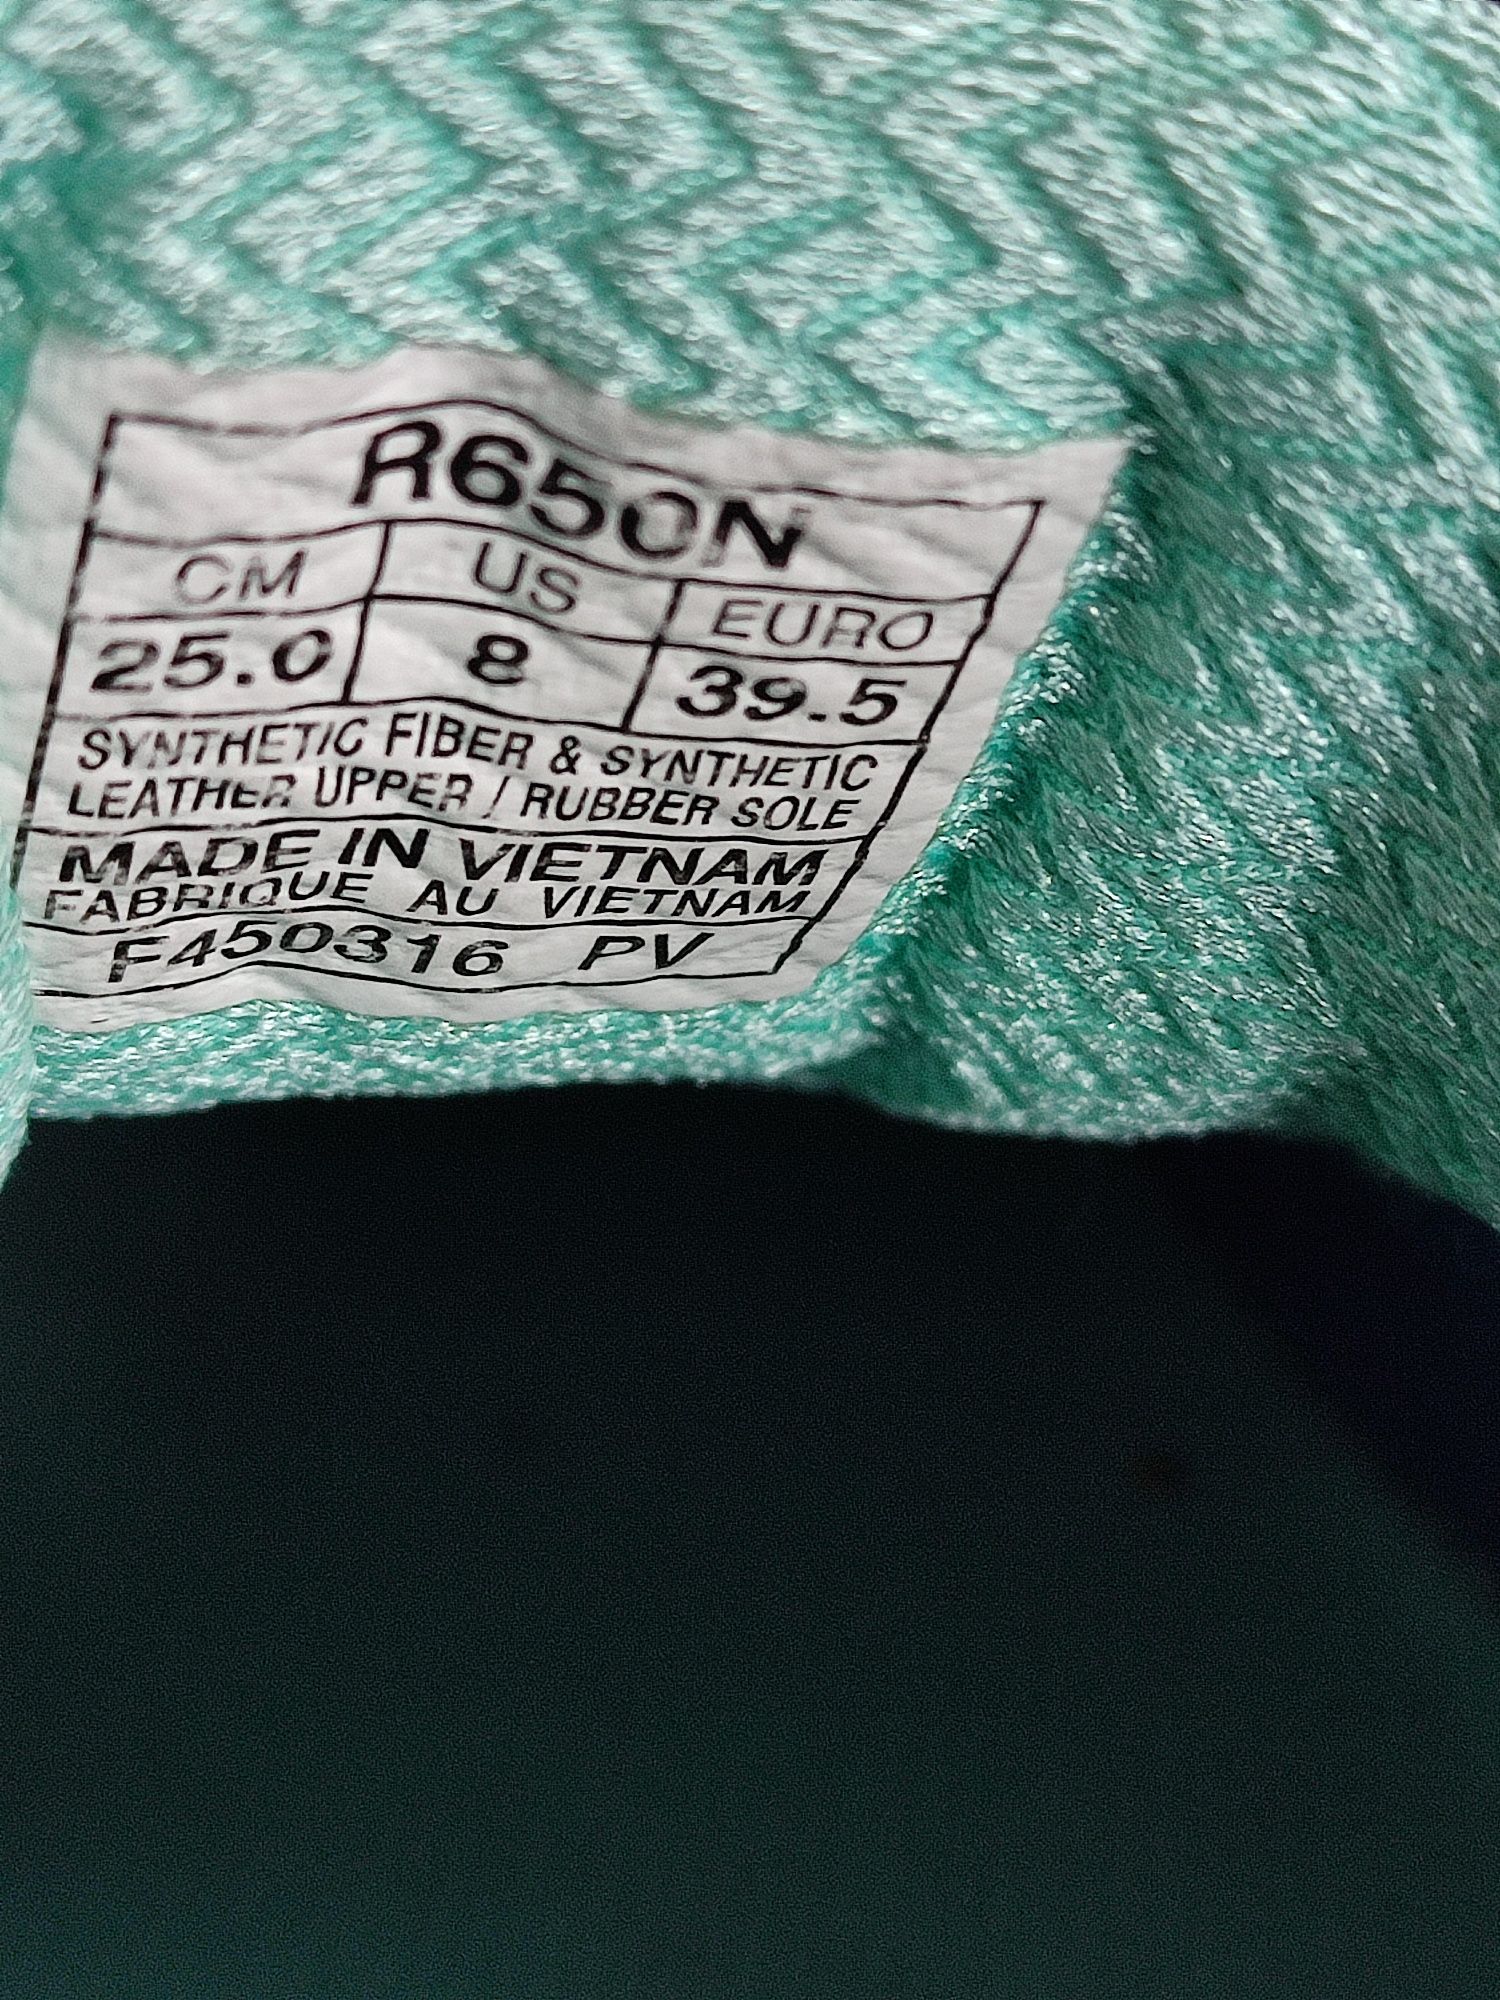 R650N
CM US EURO
25.0 8 39.5
SYNTHETIC FIBER & SYNTHETIC
LEATHER UPPER / RUBBER SOLE
MADE IN VIETNAM
FABRIQUE AU VIETNAM
F450316 PV